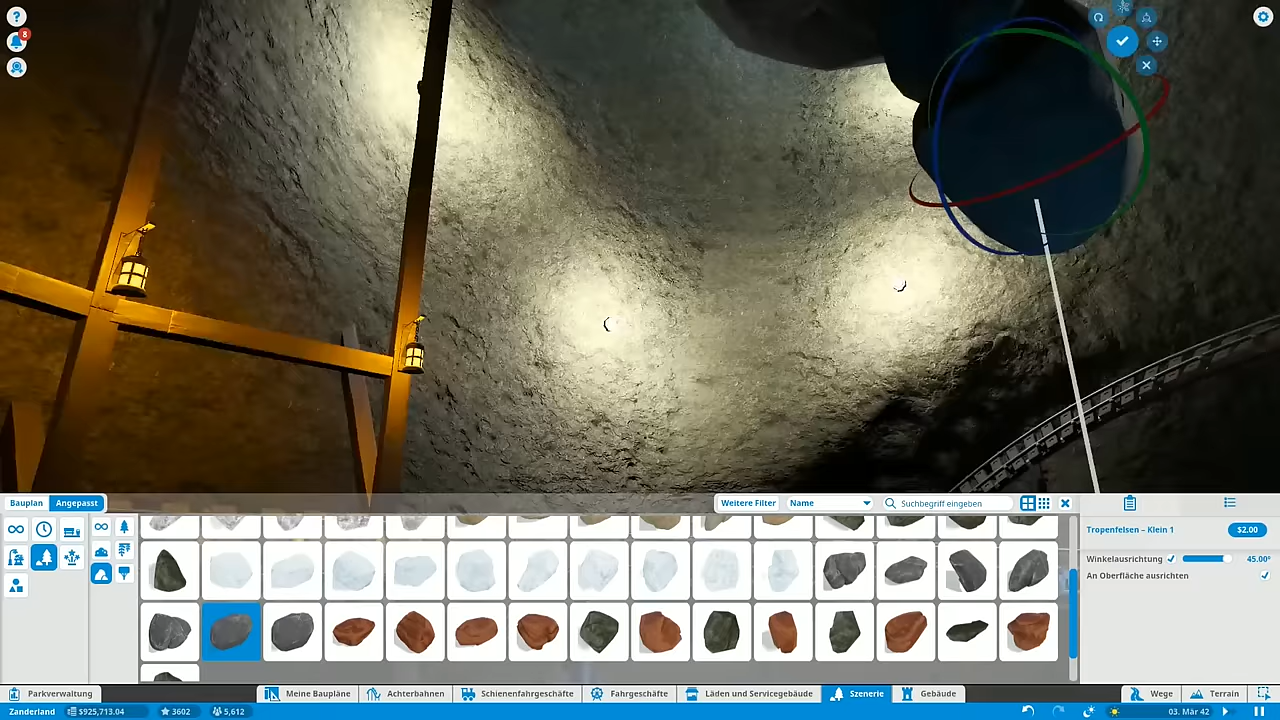 ?
8
Bauplan
Angepasst
Weitere Filter
Name
Suchbegriff eingeben
Tropenfelsen – Klein 1
$2.00
Winkelausrichtung
45.00°
An Oberfläche ausrichten
Parkverwaltung
Meine Baupläne
Achterbahnen
Schienenfahrgeschäfte
Fahrgeschäfte
Läden und Servicegebäude
Szenerie
Gebäude
Wege
Terrain
Zanderland
$925,713.04
3602
5,612
03. Mär 42